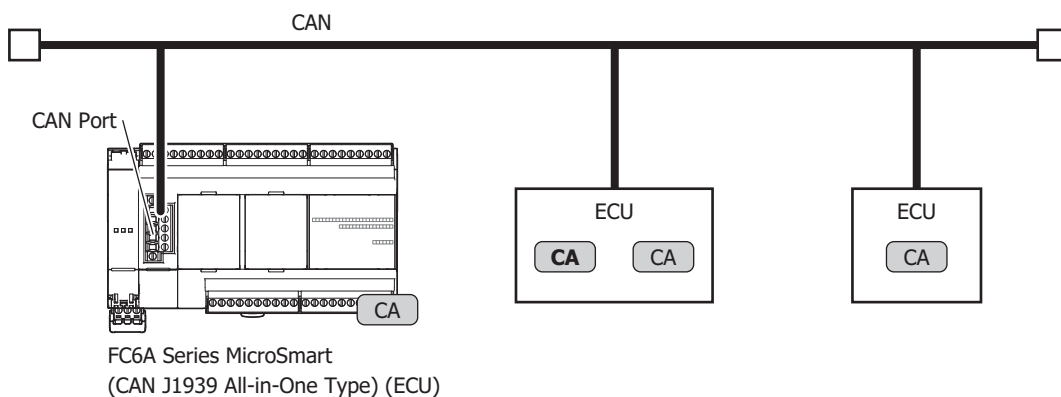 CAN
CAN Port
ECU
ECU
CA
CA
CA
CA
FC6A Series MicroSmart
(CAN J1939 All-in-One Type) (ECU)